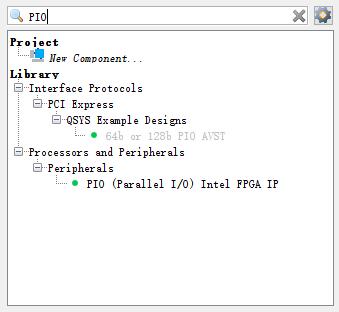 PIO
Project
New Component...
Library
Interface Protocols
PCI Express
QSYS Example Designs
64b or 128b PIO AVST
Processors and Peripherals
Peripherals
PIO (Parallel I/O) Intel FPGA IP